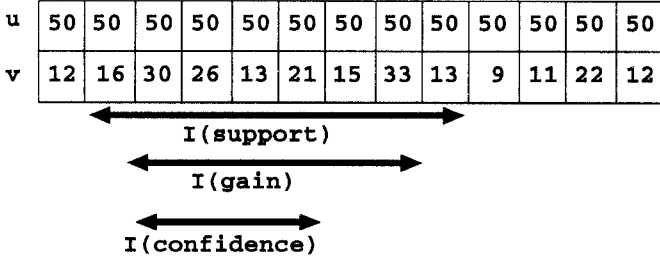 u 50 50 50 50 50 50 50 50 50 50 50 50 50
v 12 16 30 26 13 21 15 33 13 9 11 22 12
I(support)
I(gain)
I(confidence)